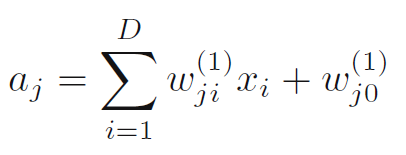 a_j = \sum_{i=1}^{D} w_{ji}^{(1)} x_i + w_{j0}^{(1)}